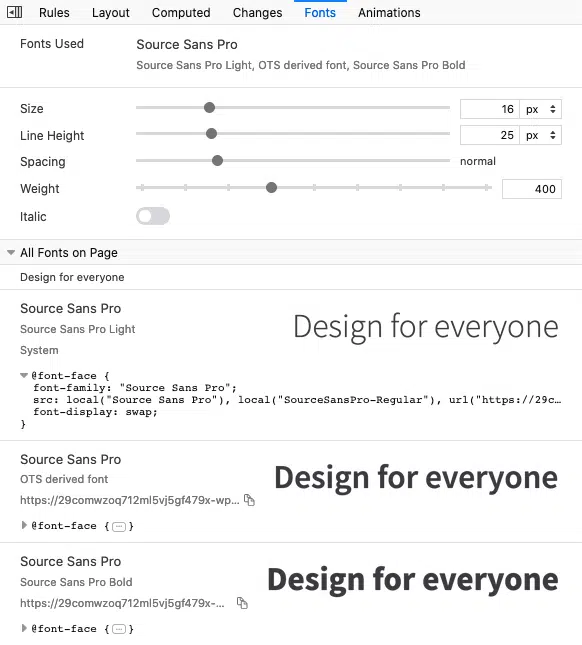 Rules Layout Computed Changes Fonts Animations
Fonts Used Source Sans Pro
Source Sans Pro Light, OTS derived font, Source Sans Pro Bold
Size 16 px
Line Height 25 px
Spacing normal
Weight 400
Italic
All Fonts on Page
Design for everyone
Source Sans Pro
Source Sans Pro Light
System
Design for everyone
@font-face {
font-family: "Source Sans Pro";
src: local("Source Sans Pro"), local("SourceSansPro-Regular"), url("https://29c…
font-display: swap;
}
Source Sans Pro
OTS derived font
https://29comwzoq712ml5vj5gf479x-wp…
Design for everyone
@font-face { … }
Source Sans Pro
Source Sans Pro Bold
https://29comwzoq712ml5vj5gf479x-…
Design for everyone
@font-face { … }